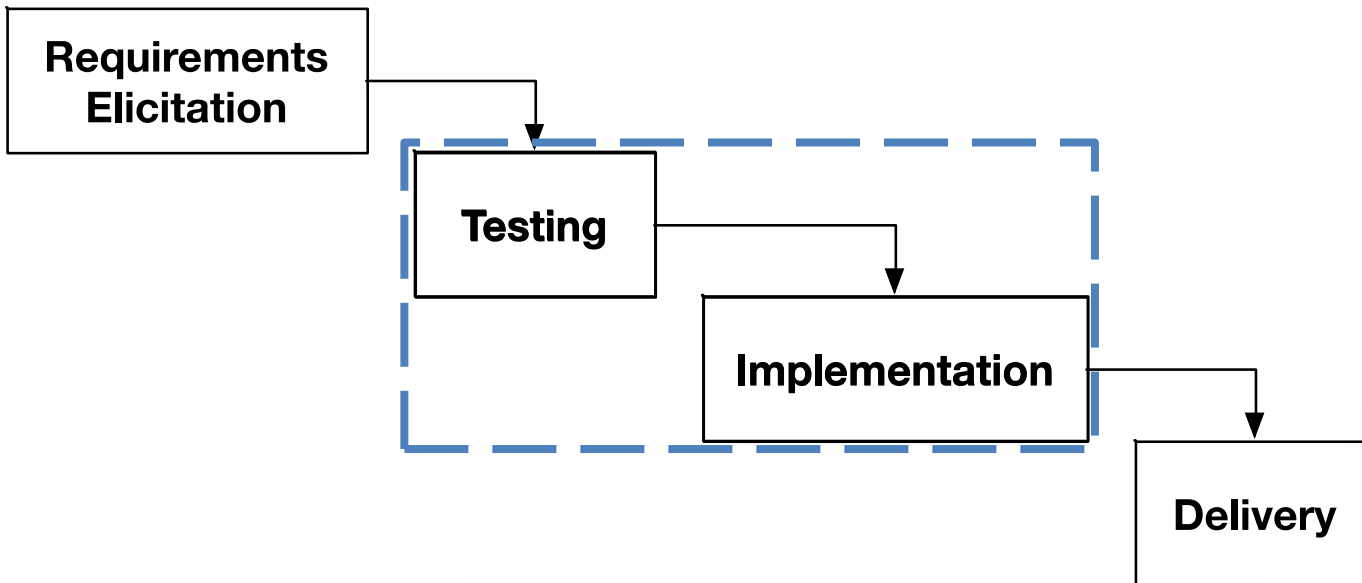 Requirements
Elicitation
Testing
Implementation
Delivery